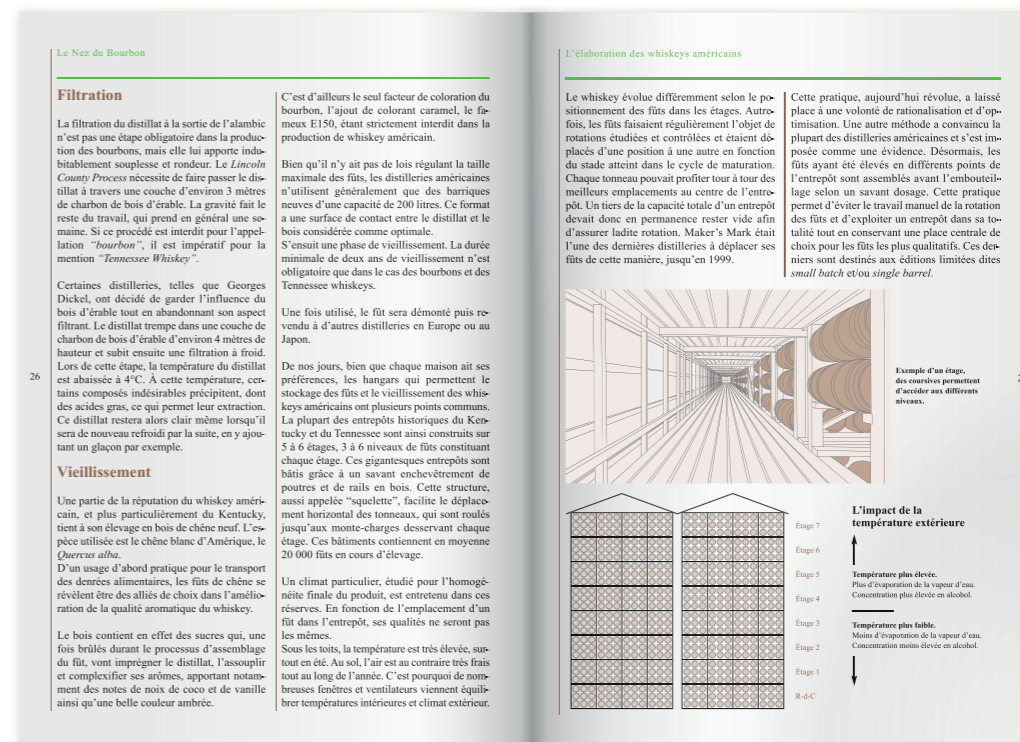 Le Nez du Bourbon
Filtration
La filtration du distillat à la sortie de l'alambic
n'est pas une étape obligatoire dans la produc-
tion des bourbons, mais elle lui apporte indu-
bitablement souplesse et rondeur. Le Lincoln
County Process nécessite de faire passer le dis-
tillat à travers une couche d'environ 3 mètres
de charbon de bois d'érable. La gravité fait le
reste du travail, qui prend en général une se-
maine. Si ce procédé est interdit pour l'appel-
lation "bourbon", il est impératif pour la
mention "Tennessee Whiskey".
Certaines distilleries, telles que Georges
Dickel, ont décidé de garder l'influence du
bois d'érable tout en abandonnant son aspect
filtrant. Le distillat trempe dans une couche de
charbon de bois d'érable d'environ 4 mètres de
hauteur et subit ensuite une filtration à froid.
Lors de cette étape, la température du distillat
est abaissée à 4°C. À cette température, cer-
tains composés indésirables précipitent, dont
des acides gras, ce qui permet leur extraction.
Ce distillat restera alors clair même lorsqu'il
sera de nouveau refroidi par la suite, en y ajou-
tant un glaçon par exemple.
26
Vieillissement
Une partie de la réputation du whiskey améri-
cain, et plus particulièrement du Kentucky,
tient à son élevage en bois de chêne neuf. L'es-
pèce utilisée est le chêne blanc d'Amérique, le
Quercus alba.
D'un usage d'abord pratique pour le transport
des denrées alimentaires, les fûts de chêne se
révèlent être des alliés de choix dans l'amélio-
ration de la qualité aromatique du whiskey.
Le bois contient en effet des sucres qui, une
fois brûlés durant le processus d'assemblage
du fût, vont imprégner le distillat, l'assouplir
et complexifier ses arômes, apportant notam-
ment des notes de noix de coco et de vanille
ainsi qu'une belle couleur ambrée.
C'est d'ailleurs le seul facteur de coloration du
bourbon, l'ajout de colorant caramel, le fa-
meux E150, étant strictement interdit dans la
production de whiskey américain.
Bien qu'il n'y ait pas de lois régulant la taille
maximale des fûts, les distilleries américaines
n'utilisent généralement que des barriques
neuves d'une capacité de 200 litres. Ce format
a une surface de contact entre le distillat et le
bois considérée comme optimale.
S'ensuit une phase de vieillissement. La durée
minimale de deux ans de vieillissement n'est
obligatoire que dans le cas des bourbons et des
Tennessee whiskeys.
Une fois utilisé, le fût sera démonté puis re-
vendu à d'autres distilleries en Europe ou au
Japon.
De nos jours, bien que chaque maison ait ses
préférences, les hangars qui permettent le
stockage des fûts et le vieillissement des whis-
keys américains ont plusieurs points communs.
La plupart des entrepôts historiques du Ken-
tucky et du Tennessee sont ainsi construits sur
5 à 6 étages, 3 à 6 niveaux de fûts constituant
chaque étage. Ces gigantesques entrepôts sont
bâtis grâce à un savant enchevêtrement de
poutres et de rails en bois. Cette structure,
aussi appelée "squelette", facilite le déplace-
ment horizontal des tonneaux, qui sont roulés
jusqu'aux monte-charges desservant chaque
étage. Ces bâtiments contiennent en moyenne
20 000 fûts en cours d'élevage.
Un climat particulier, étudié pour l'homogé-
néite finale du produit, est entretenu dans ces
réserves. En fonction de l'emplacement d'un
fût dans l'entrepôt, ses qualités ne seront pas
les mêmes.
Sous les toits, la température est très élevée, sur-
tout en été. Au sol, l'air est au contraire très frais
tout au long de l'année. C'est pourquoi de nom-
breuses fenêtres et ventilateurs viennent équili-
brer températures intérieures et climat extérieur.
L'élaboration des whiskeys américains
Le whiskey évolue différemment selon le po-
sitionnement des fûts dans les étages. Autre-
fois, les fûts faisaient régulièrement l'objet de
rotations étudiées et contrôlées et étaient dé-
placés d'une position à une autre en fonction
du stade atteint dans le cycle de maturation.
Chaque tonneau pouvait profiter tour à tour des
meilleurs emplacements au centre de l'entre-
pôt. Un tiers de la capacité totale d'un entrepôt
devait donc en permanence rester vide afin
d'assurer ladite rotation. Maker's Mark était
l'une des dernières distilleries à déplacer ses
fûts de cette manière, jusqu'en 1999.
Cette pratique, aujourd'hui révolue, a laissé
place à une volonté de rationalisation et d'op-
timisation. Une autre méthode a convaincu la
plupart des distilleries américaines et s'est im-
posée comme une évidence. Désormais, les
fûts ayant été élevés en différents points de
l'entrepôt sont assemblés avant l'embouteil-
lage selon un savant dosage. Cette pratique
permet d'éviter le travail manuel de la rotation
des fûts et d'exploiter un entrepôt dans sa to-
talité tout en conservant une place centrale de
choix pour les fûts les plus qualitatifs. Ces der-
niers sont destinés aux éditions limitées dites
small batch et/ou single barrel.
Exemple d'un étage,
des coursives permettent
d'accéder aux différents
niveaux.
Étage 7
Étage 6
Étage 5
Étage 4
Étage 3
Étage 2
Étage 1
R-d-C
L'impact de la
température extérieure
Température plus élevée.
Plus d'évaporation de la vapeur d'eau.
Concentration plus élevée en alcohol.
Température plus faible.
Moins d'évaporation de la vapeur d'eau.
Concentration moins élevée en alcohol.